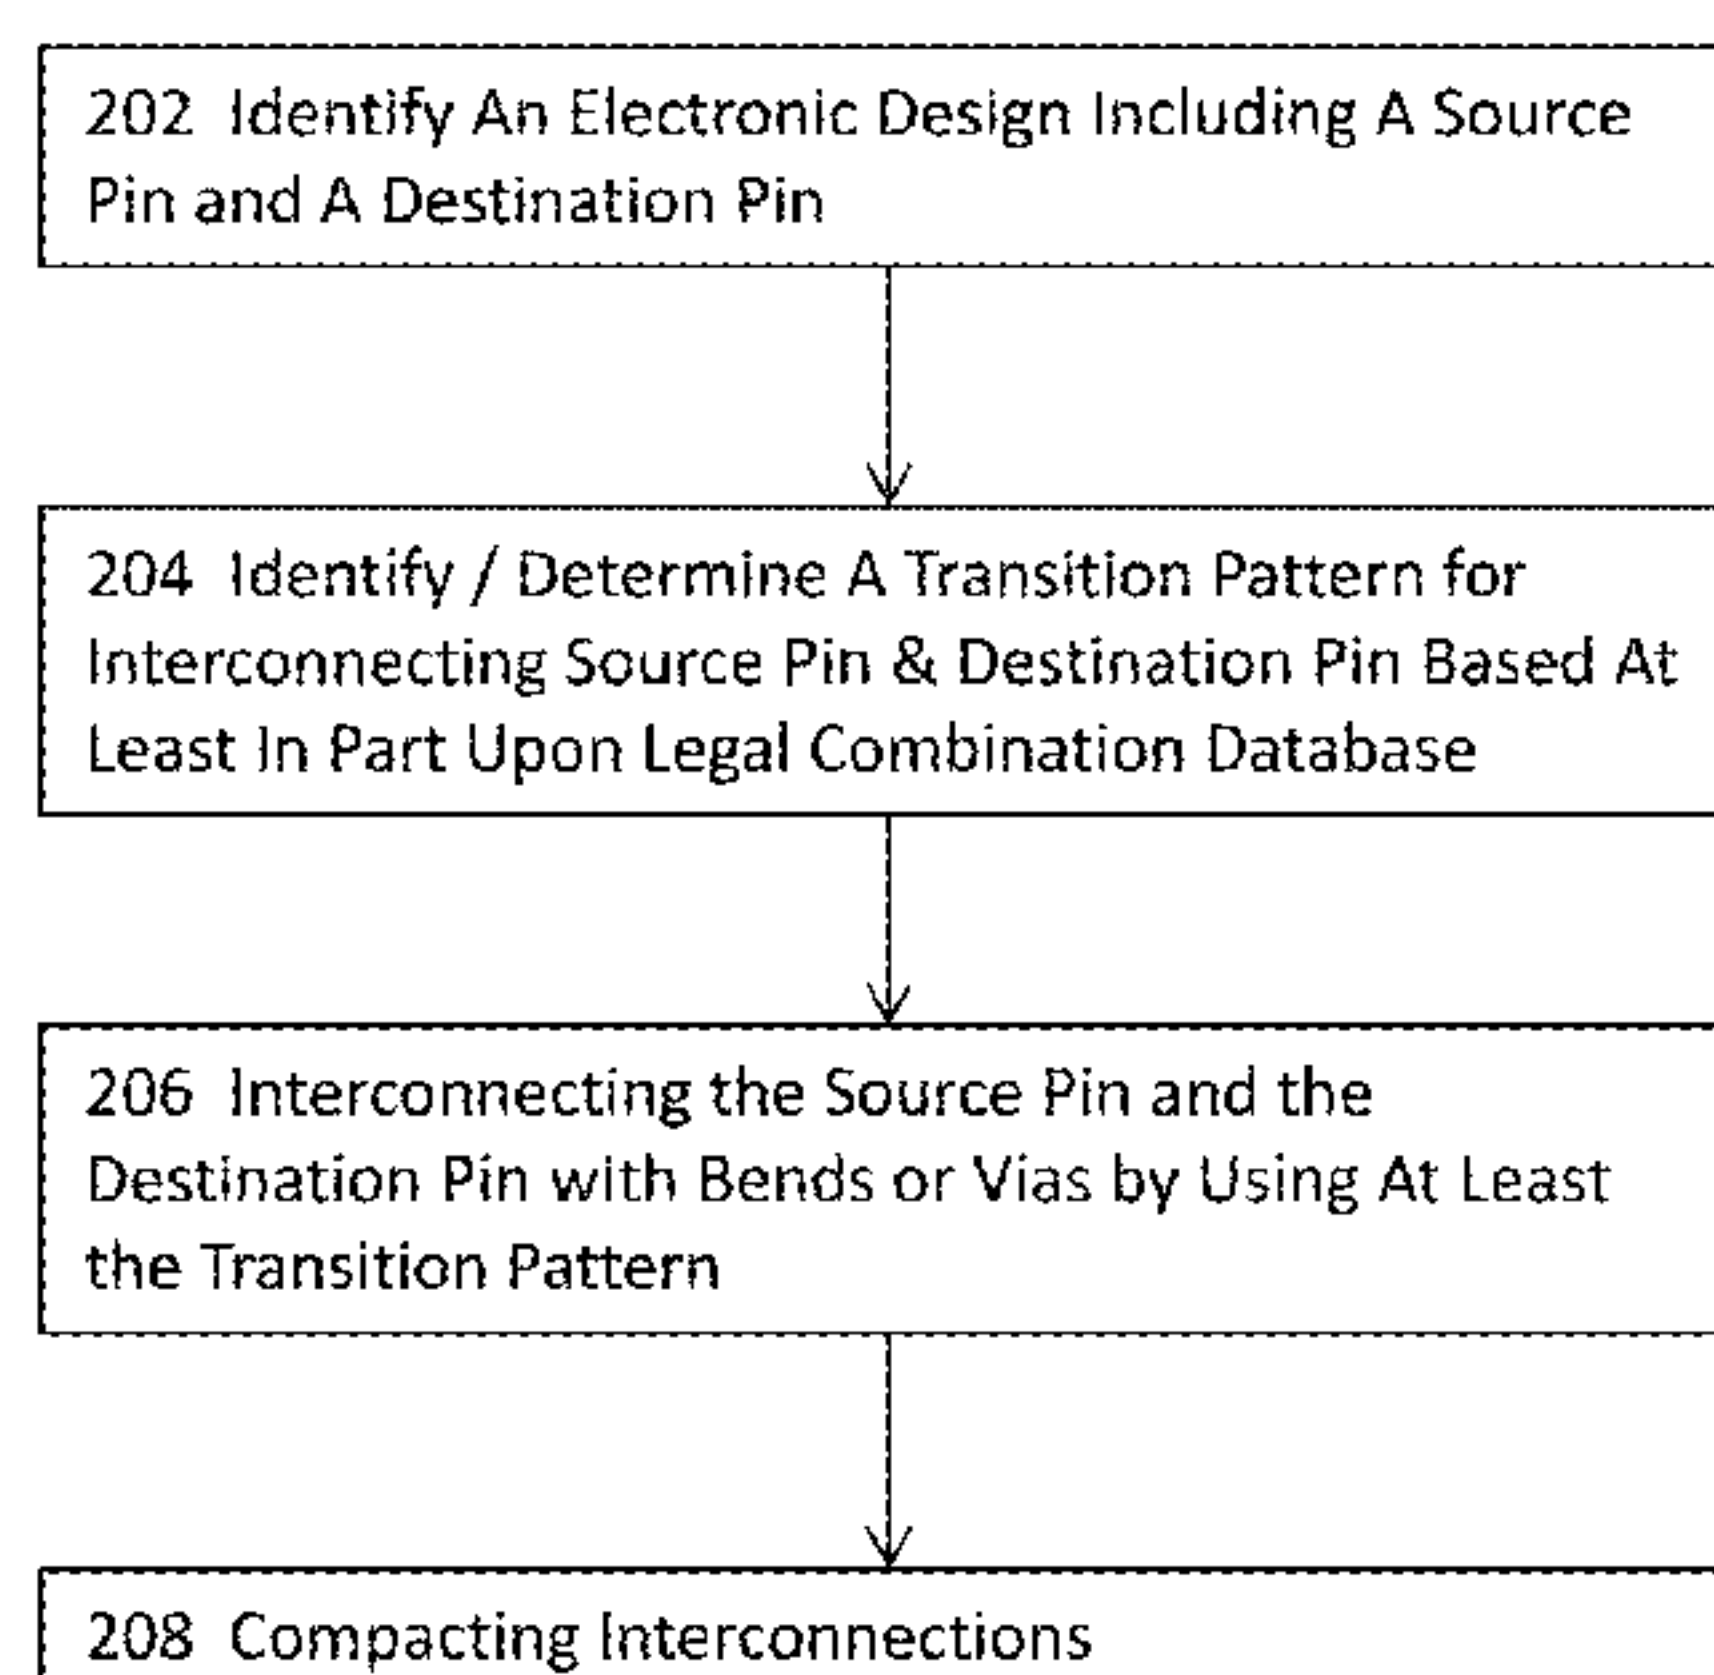 202 Identify An Electronic Design Including A Source
Pin and A Destination Pin
204 Identify / Determine A Transition Pattern for
Interconnecting Source Pin & Destination Pin Based At
Least In Part Upon Legal Combination Database
206 Interconnecting the Source Pin and the
Destination Pin with Bends or Vias by Using At Least
the Transition Pattern
208 Compacting Interconnections